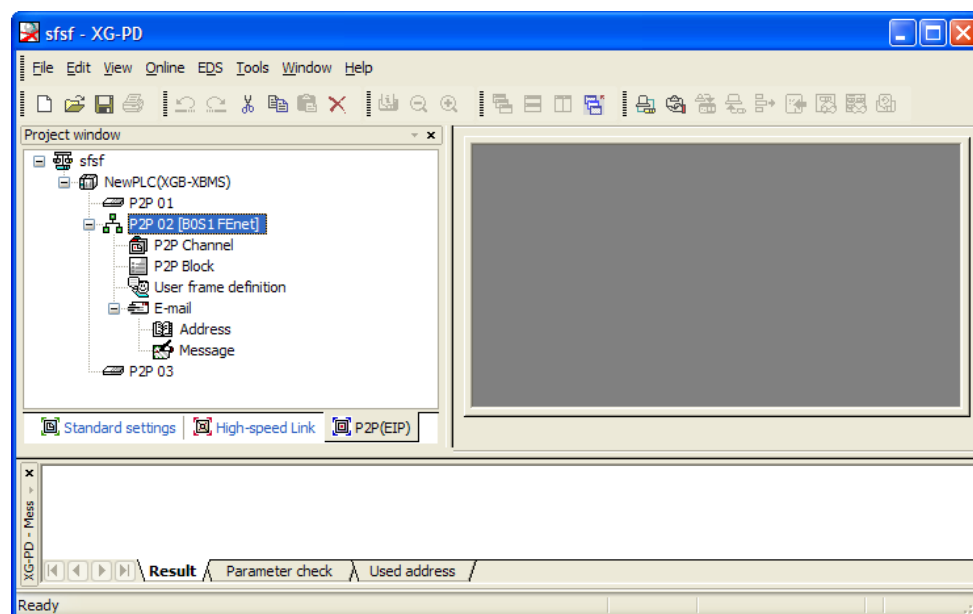 sfsf - XG-PD
File Edit View Online EDS Tools Window Help
Project window
sfsf
NewPLC(XGB-XBMS)
P2P 01
P2P 02 [B0S1 FEnet]
P2P Channel
P2P Block
User frame definition
E-mail
Address
Message
P2P 03
Standard settings High-speed Link P2P(EIP)
XG-PD - Mess
Result Parameter check Used address
Ready